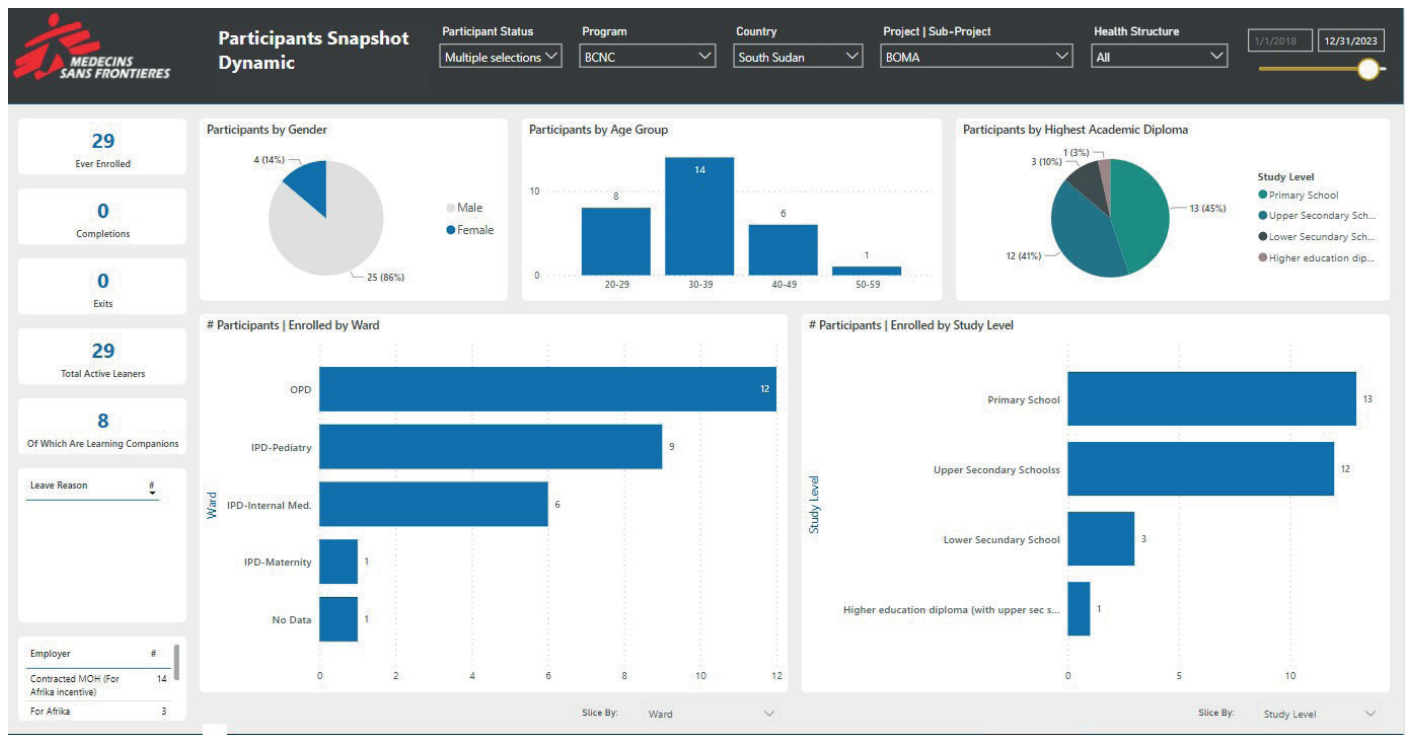 MEDECINS
SANS FRONTIERES
Participants Snapshot
Dynamic
Participant Status
Multiple selections
Program
BCNC
Country
South Sudan
Project | Sub-Project
BOMA
Health Structure
All
1/1/2018
12/31/2023
29
Ever Enrolled
0
Completions
0
Exits
29
Total Active Leaners
8
Of Which Are Learning Companions
Leave Reason #
Employer #
Contracted MOH (For 14
Afrika incentive)
For Afrika 3
Participants by Gender
4 (14%)
25 (86%)
Male
Female
Participants by Age Group
10
0
8
14
6
1
20-29 30-39 40-49 50-59
Participants by Highest Academic Diploma
1 (3%)
3 (10%)
13 (45%)
12 (41%)
Study Level
Primary School
Upper Secondary Sch...
Lower Secundary Sch...
Higher education dip...
# Participants | Enrolled by Ward
Ward
OPD 12
IPD-Pediatry 9
IPD-Internal Med. 6
IPD-Maternity 1
No Data 1
0 2 4 6 8 10 12
Slice By: Ward
# Participants | Enrolled by Study Level
Study Level
Primary School 13
Upper Secondary Schoolss 12
Lower Secundary School 3
Higher education diploma (with upper sec s... 1
0 5 10
Slice By: Study Level